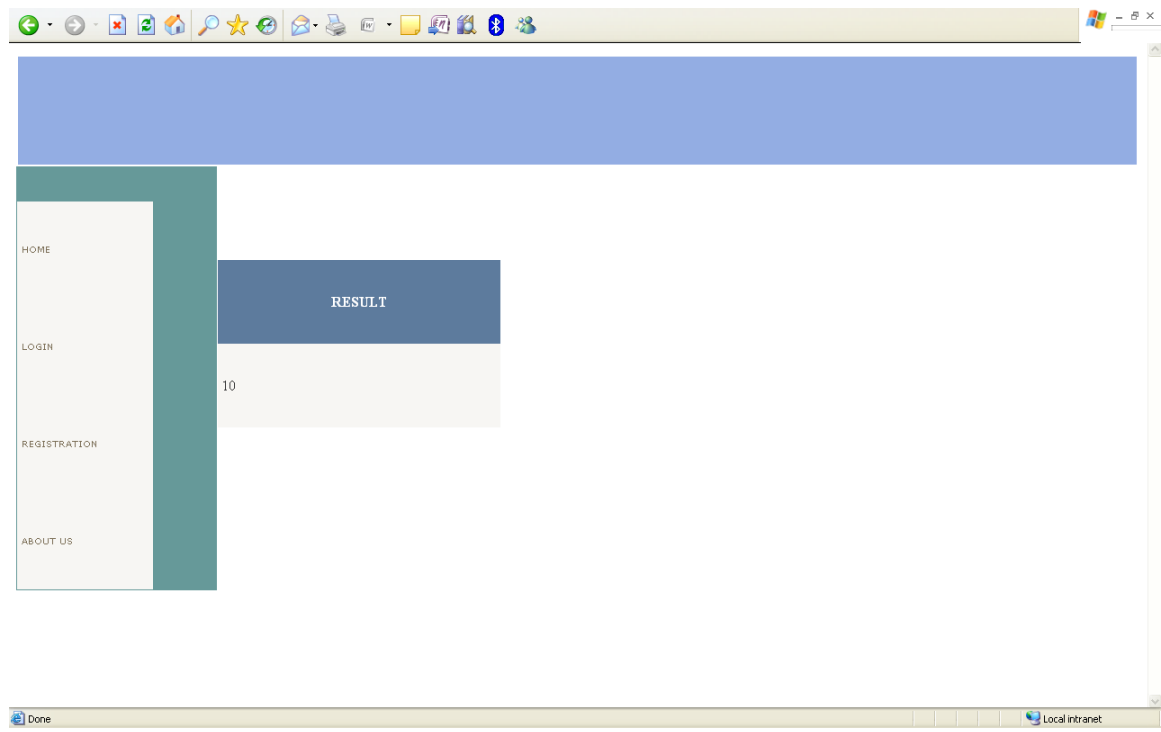 HOME
RESULT
LOGIN
10
REGISTRATION
ABOUT US
Done
Local intranet